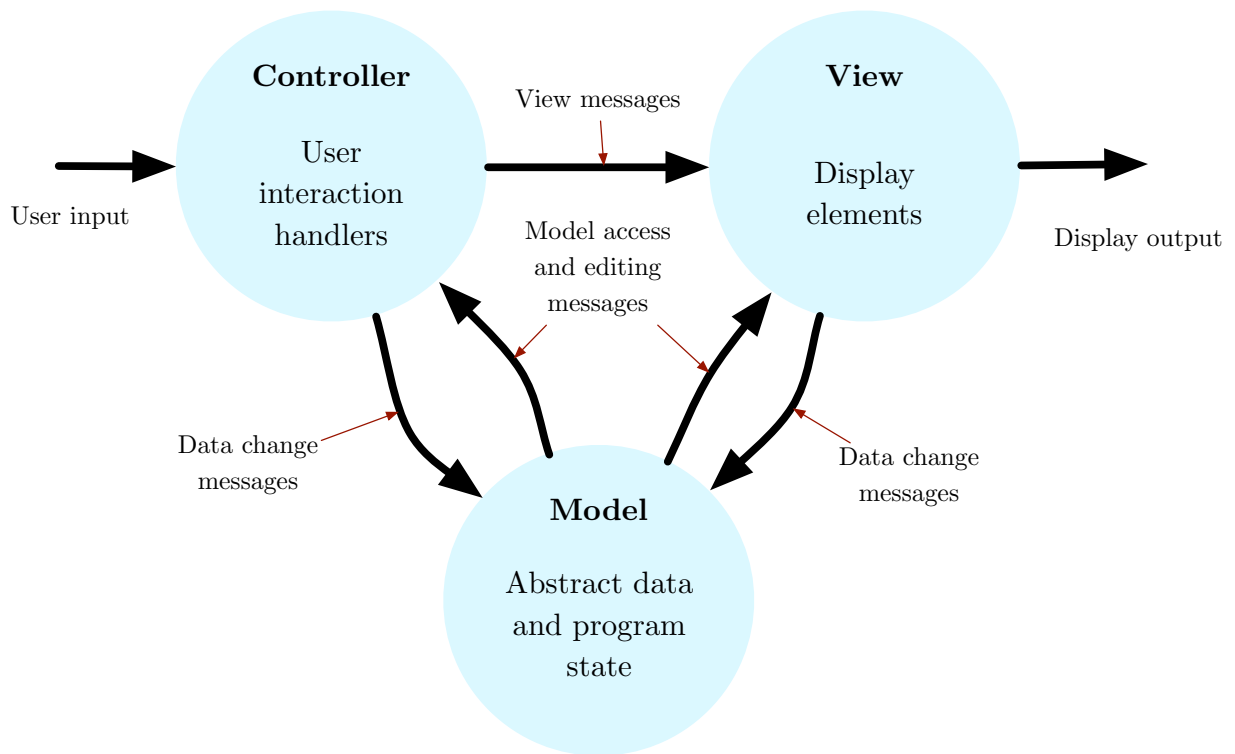 Controller
User
interaction
handlers
View messages
View
Display
elements
User input
Display output
Model access
and editing
messages
Data change
messages
Data change
messages
Model
Abstract data
and program
state